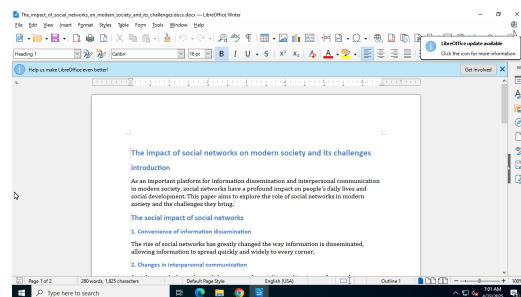 The_impact_of_social_networks_on_modern_society_and_its_challenges.docx.docx — LibreOffice Writer
File Edit View Insert Format Styles Table Form Tools Window Help
LibreOffice update available
Click the icon for more information.
Heading 1 Calibri 16 pt B I U S X² X₂ A
Help us make LibreOffice even better! Get involved
The impact of social networks on modern society and its challenges
introduction
As an important platform for information dissemination and interpersonal communication
in modern society, social networks have a profound impact on people's daily lives and
social development. This paper aims to explore the role of social networks in modern
society and the challenges they bring.
The social impact of social networks
1. Convenience of information dissemination
The rise of social networks has greatly changed the way information is disseminated,
allowing information to spread quickly and widely to every corner.
2. Changes in interpersonal communication
Page 1 of 2 280 words, 1,825 characters Default Page Style English (USA) Outline 1 100%
Type here to search
7:01 AM